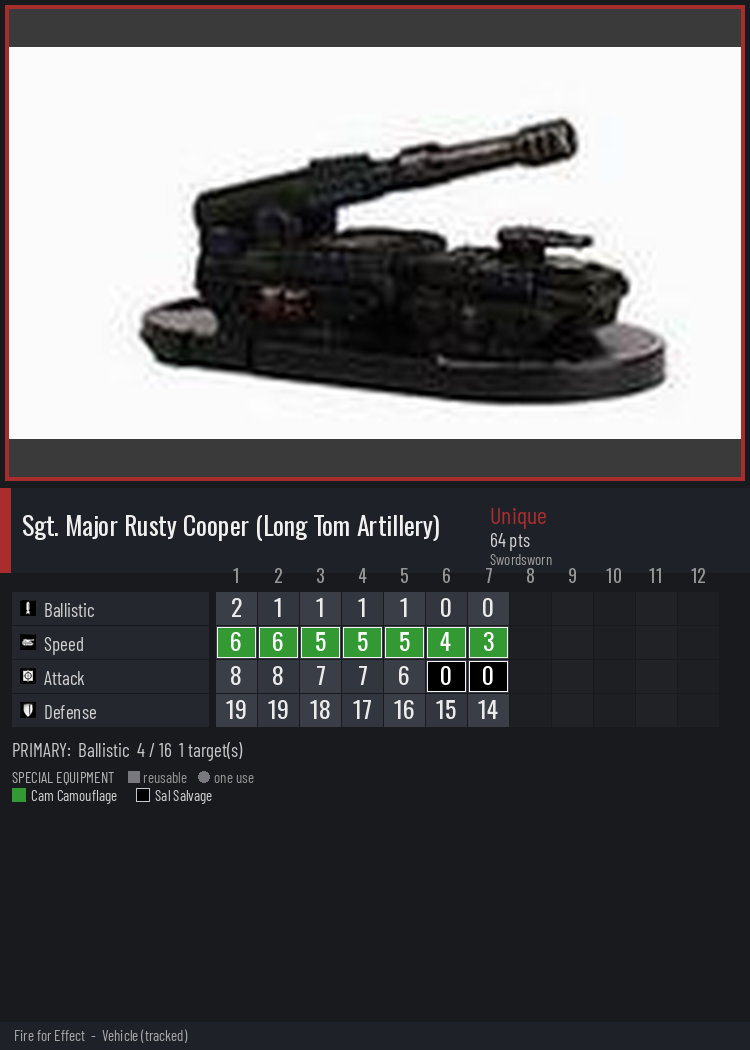 Sgt. Major Rusty Cooper (Long Tom Artillery)
Unique
64 pts
Swordsworn
1 2 3 4 5 6 7 8 9 10 11 12
Ballistic 2 1 1 1 1 0 0
Speed 6 6 5 5 5 4 3
Attack 8 8 7 7 6 0 0
Defense 19 19 18 17 16 15 14
PRIMARY: Ballistic 4 / 16 1 target(s)
SPECIAL EQUIPMENT reusable one use
Cam Camouflage Sal Salvage
Fire for Effect - Vehicle (tracked)